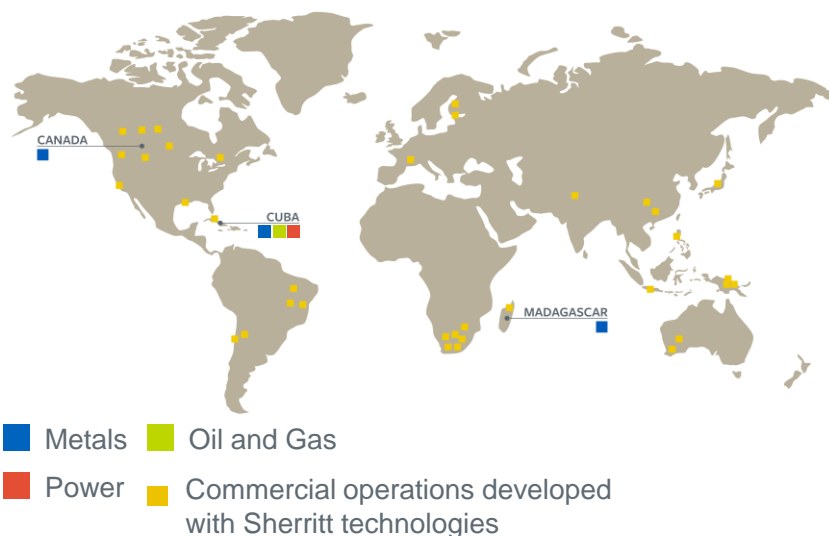 CANADA
CUBA
MADAGASCAR
Metals
Oil and Gas
Power
Commercial operations developed
with Sherritt technologies